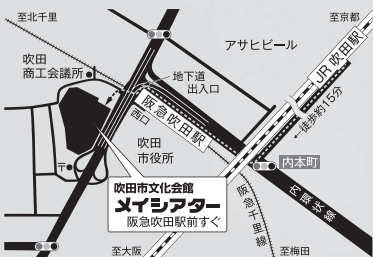 至北千里
至京都
アサヒビール
吹田
商工会議所
地下道
出入口
JR吹田駅
徒歩約15分
阪急吹田駅
西口
吹田
市役所
内本町
〒
吹田市文化会館
メイシアター
阪急吹田駅前すぐ
阪急千里線
内環状線
至大阪
至梅田